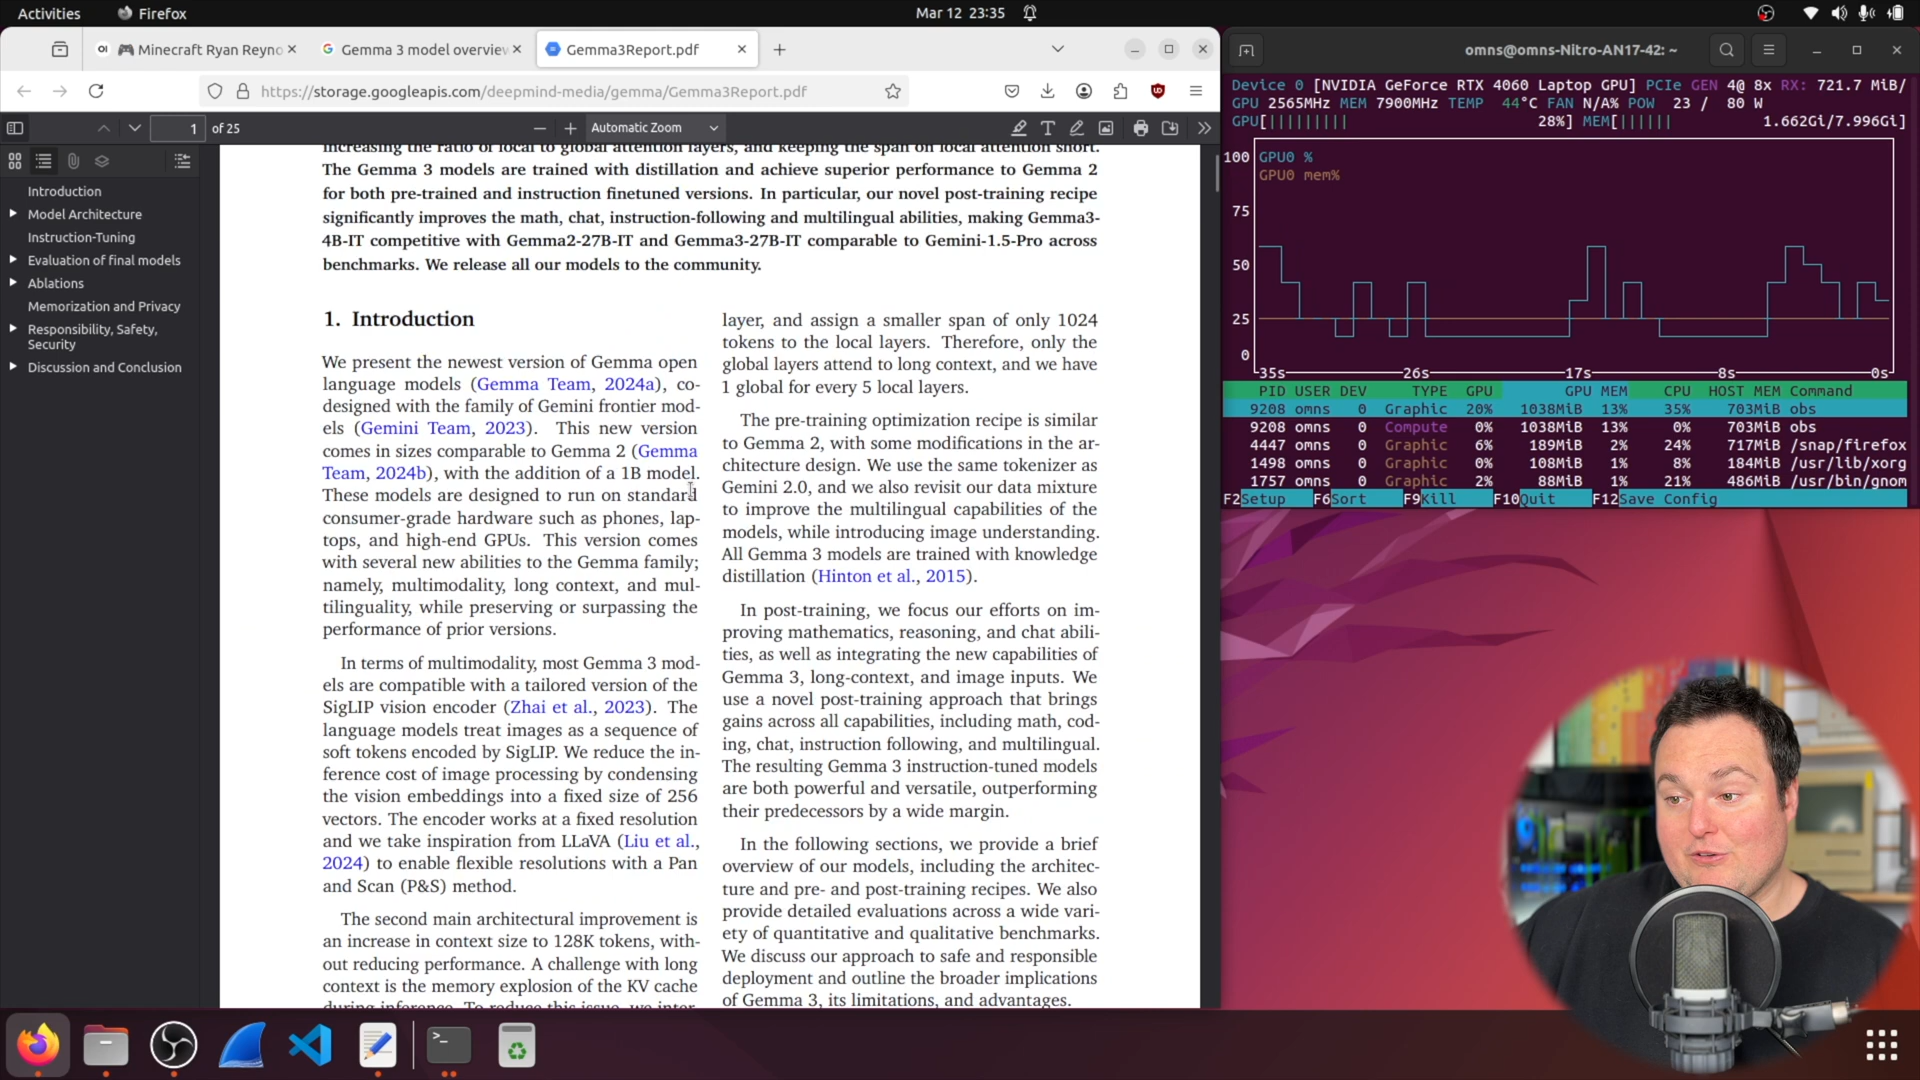 Activities
Firefox
Mar 12 23:35
Minecraft Ryan Reyno
Gemma 3 model overview
Gemma3Report.pdf
https://storage.googleapis.com/deepmind-media/gemma/Gemma3Report.pdf
1 of 25
Automatic Zoom
Introduction
Model Architecture
Instruction-Tuning
Evaluation of final models
Ablations
Memorization and Privacy
Responsibility, Safety,
Security
Discussion and Conclusion
increasing the ratio of local to global attention layers, and keeping the span on local attention short.
The Gemma 3 models are trained with distillation and achieve superior performance to Gemma 2
for both pre-trained and instruction finetuned versions. In particular, our novel post-training recipe
significantly improves the math, chat, instruction-following and multilingual abilities, making Gemma3-
4B-IT competitive with Gemma2-27B-IT and Gemma3-27B-IT comparable to Gemini-1.5-Pro across
benchmarks. We release all our models to the community.
1. Introduction
We present the newest version of Gemma open
language models (Gemma Team, 2024a), co-
designed with the family of Gemini frontier mod-
els (Gemini Team, 2023). This new version
comes in sizes comparable to Gemma 2 (Gemma
Team, 2024b), with the addition of a 1B model.
These models are designed to run on standard
consumer-grade hardware such as phones, lap-
tops, and high-end GPUs. This version comes
with several new abilities to the Gemma family;
namely, multimodality, long context, and mul-
tilinguality, while preserving or surpassing the
performance of prior versions.
In terms of multimodality, most Gemma 3 mod-
els are compatible with a tailored version of the
SigLIP vision encoder (Zhai et al., 2023). The
language models treat images as a sequence of
soft tokens encoded by SigLIP. We reduce the in-
ference cost of image processing by condensing
the vision embeddings into a fixed size of 256
vectors. The encoder works at a fixed resolution
and we take inspiration from LLaVA (Liu et al.,
2024) to enable flexible resolutions with a Pan
and Scan (P&S) method.
The second main architectural improvement is
an increase in context size to 128K tokens, with-
out reducing performance. A challenge with long
context is the memory explosion of the KV cache
during inference. To reduce this issue, we inter-
layer, and assign a smaller span of only 1024
tokens to the local layers. Therefore, only the
global layers attend to long context, and we have
1 global for every 5 local layers.
The pre-training optimization recipe is similar
to Gemma 2, with some modifications in the ar-
chitecture design. We use the same tokenizer as
Gemini 2.0, and we also revisit our data mixture
to improve the multilingual capabilities of the
models, while introducing image understanding.
All Gemma 3 models are trained with knowledge
distillation (Hinton et al., 2015).
In post-training, we focus our efforts on im-
proving mathematics, reasoning, and chat abili-
ties, as well as integrating the new capabilities of
Gemma 3, long-context, and image inputs. We
use a novel post-training approach that brings
gains across all capabilities, including math, cod-
ing, chat, instruction following, and multilingual.
The resulting Gemma 3 instruction-tuned models
are both powerful and versatile, outperforming
their predecessors by a wide margin.
In the following sections, we provide a brief
overview of our models, including the architec-
ture and pre- and post-training recipes. We also
provide detailed evaluations across a wide vari-
ety of quantitative and qualitative benchmarks.
We discuss our approach to safe and responsible
deployment and outline the broader implications
of Gemma 3, its limitations, and advantages.
omns@omns-Nitro-AN17-42: ~
Device 0 [NVIDIA GeForce RTX 4060 Laptop GPU] PCIe GEN 4@ 8x RX: 721.7 MiB/
GPU 2565MHz MEM 7900MHz TEMP 44°C FAN N/A% POW 23 / 80 W
GPU[||||||||| 28%] MEM[|||||| 1.662Gi/7.996Gi]
100 GPU0 %
GPU0 mem%
75
50
25
0
35s 26s 17s 8s 0s
PID USER DEV TYPE GPU GPU MEM CPU HOST MEM Command
9208 omns 0 Graphic 20% 1038MiB 13% 35% 703MiB obs
9208 omns 0 Compute 0% 1038MiB 13% 0% 703MiB obs
4447 omns 0 Graphic 6% 189MiB 2% 24% 717MiB /snap/firefox
1498 omns 0 Graphic 0% 108MiB 1% 8% 184MiB /usr/lib/xorg
1757 omns 0 Graphic 2% 88MiB 1% 21% 486MiB /usr/bin/gnom
F2Setup F6Sort F9Kill F10Quit F12Save Config